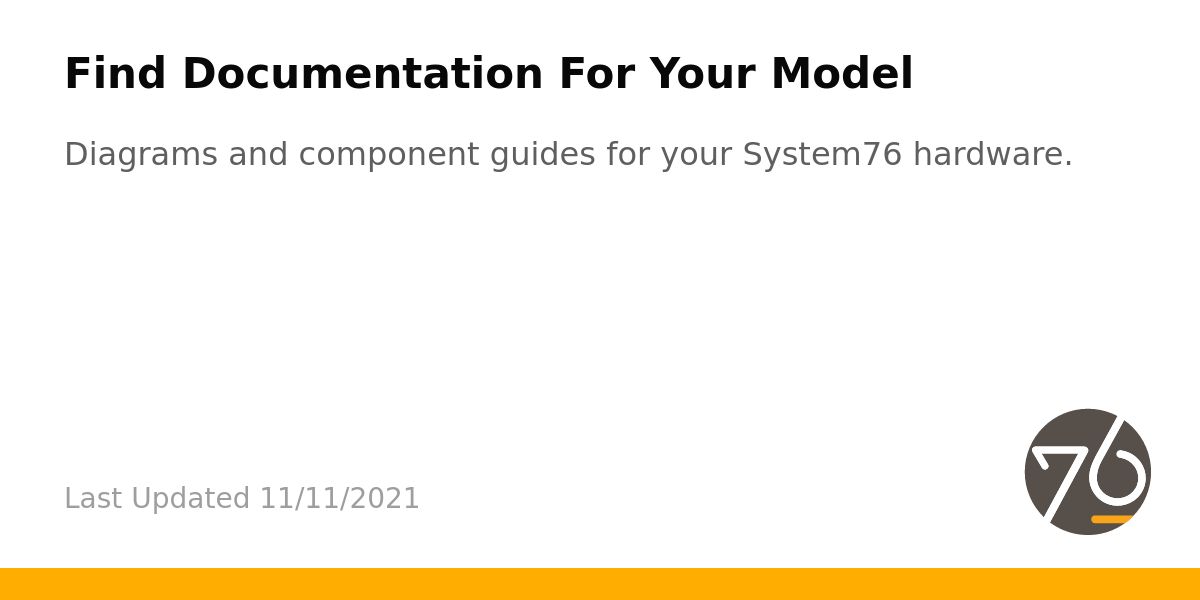 Find Documentation For Your Model
Diagrams and component guides for your System76 hardware.
Last Updated 11/11/2021
76